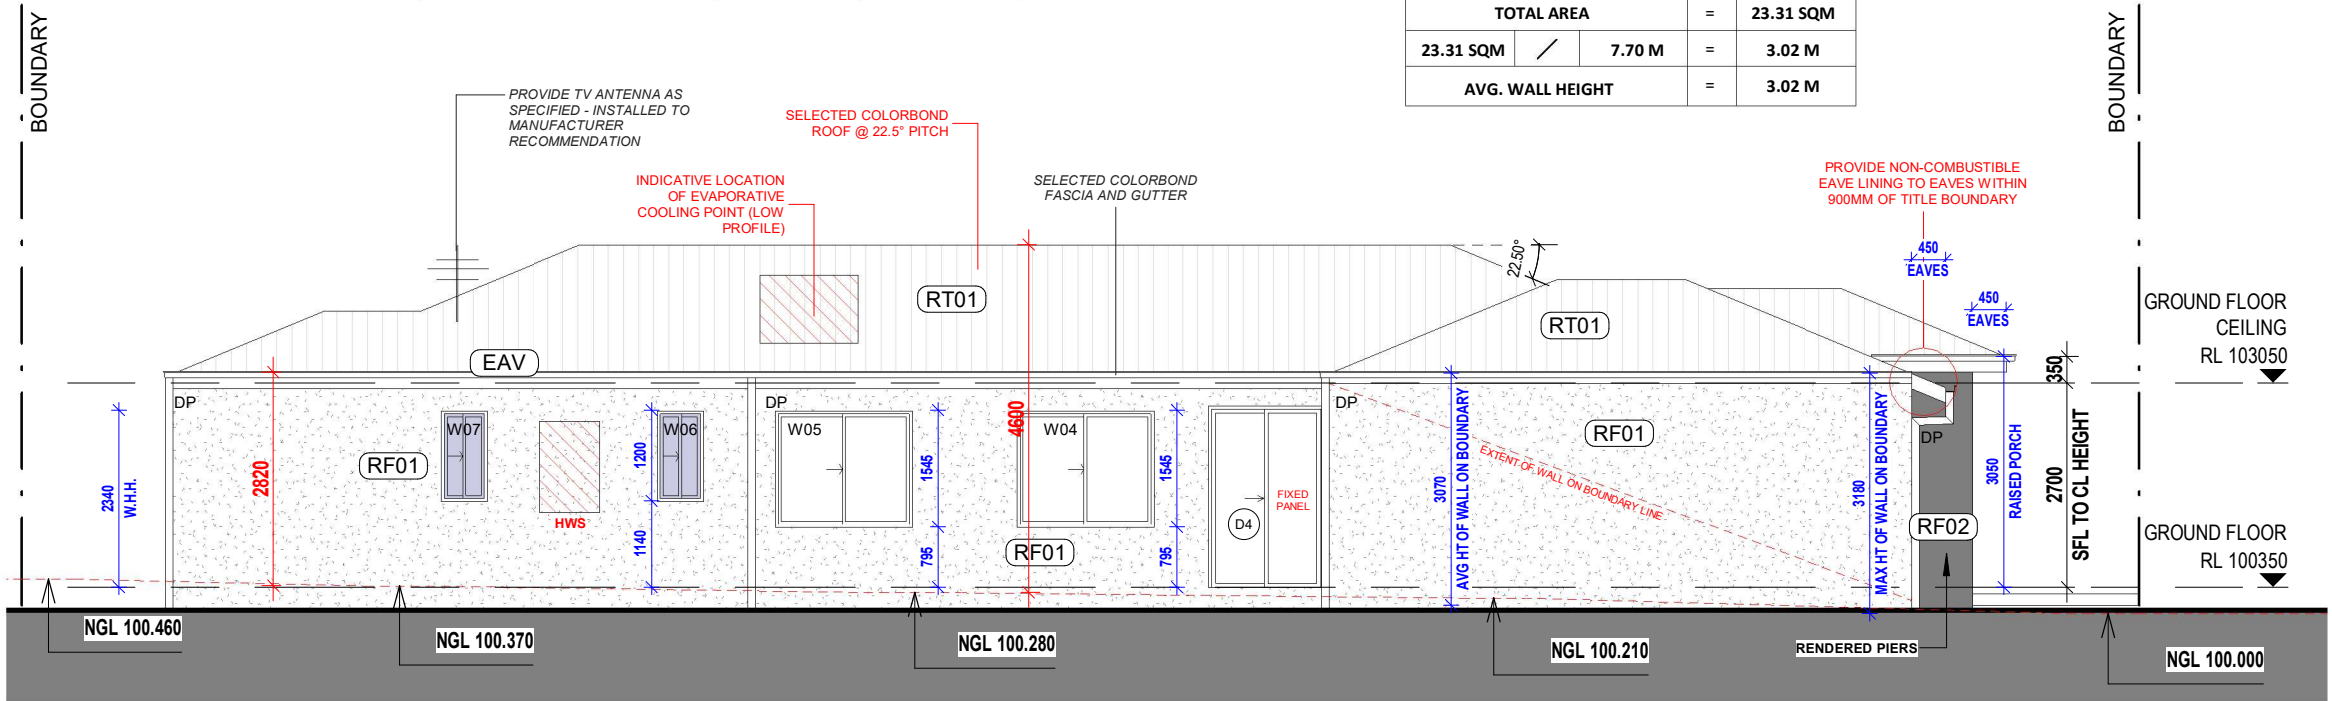 BOUNDARY
TOTAL AREA = 23.31 SQM
23.31 SQM / 7.70 M = 3.02 M
AVG. WALL HEIGHT = 3.02 M
BOUNDARY
PROVIDE TV ANTENNA AS
SPECIFIED - INSTALLED TO
MANUFACTURER
RECOMMENDATION
SELECTED COLORBOND
ROOF @ 22.5° PITCH
INDICATIVE LOCATION
OF EVAPORATIVE
COOLING POINT (LOW
PROFILE)
SELECTED COLORBOND
FASCIA AND GUTTER
PROVIDE NON-COMBUSTIBLE
EAVE LINING TO EAVES WITHIN
900MM OF TITLE BOUNDARY
22.50°
450
EAVES
450
EAVES
GROUND FLOOR
CEILING
RL 103050
RT01
RT01
EAV
350
DP
DP
DP
DP
W07
W06
W05
W04
RF01
RF01
RF01
RF02
2340
W.H.H.
2820
HWS
1200
1140
1545
795
4600
1545
795
D4
FIXED
PANEL
3070
AVG HT OF WALL ON BOUNDARY
EXTENT OF WALL ON BOUNDARY LINE
3180
MAX HT OF WALL ON BOUNDARY
3050
RAISED PORCH
2700
SFL TO CL HEIGHT
GROUND FLOOR
RL 100350
NGL 100.460
NGL 100.370
NGL 100.280
NGL 100.210
RENDERED PIERS
NGL 100.000